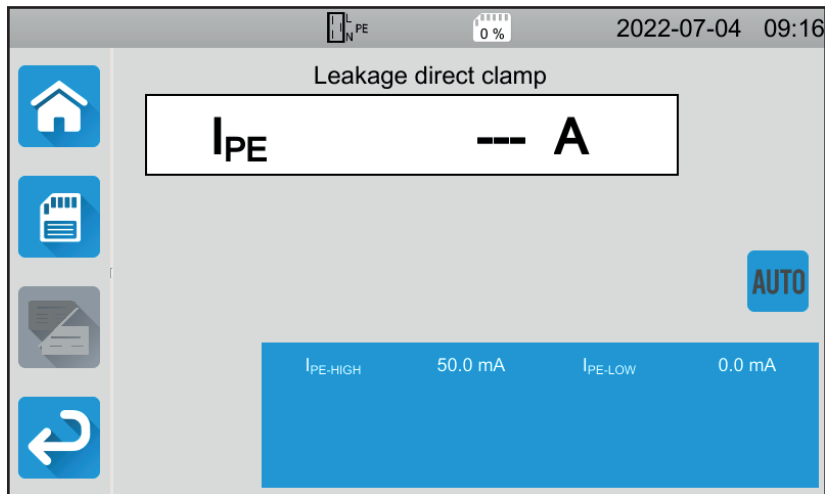 L N PE 0 % 2022-07-04 09:16
Leakage direct clamp
IPE --- A
AUTO
IPE-HIGH 50.0 mA IPE-LOW 0.0 mA